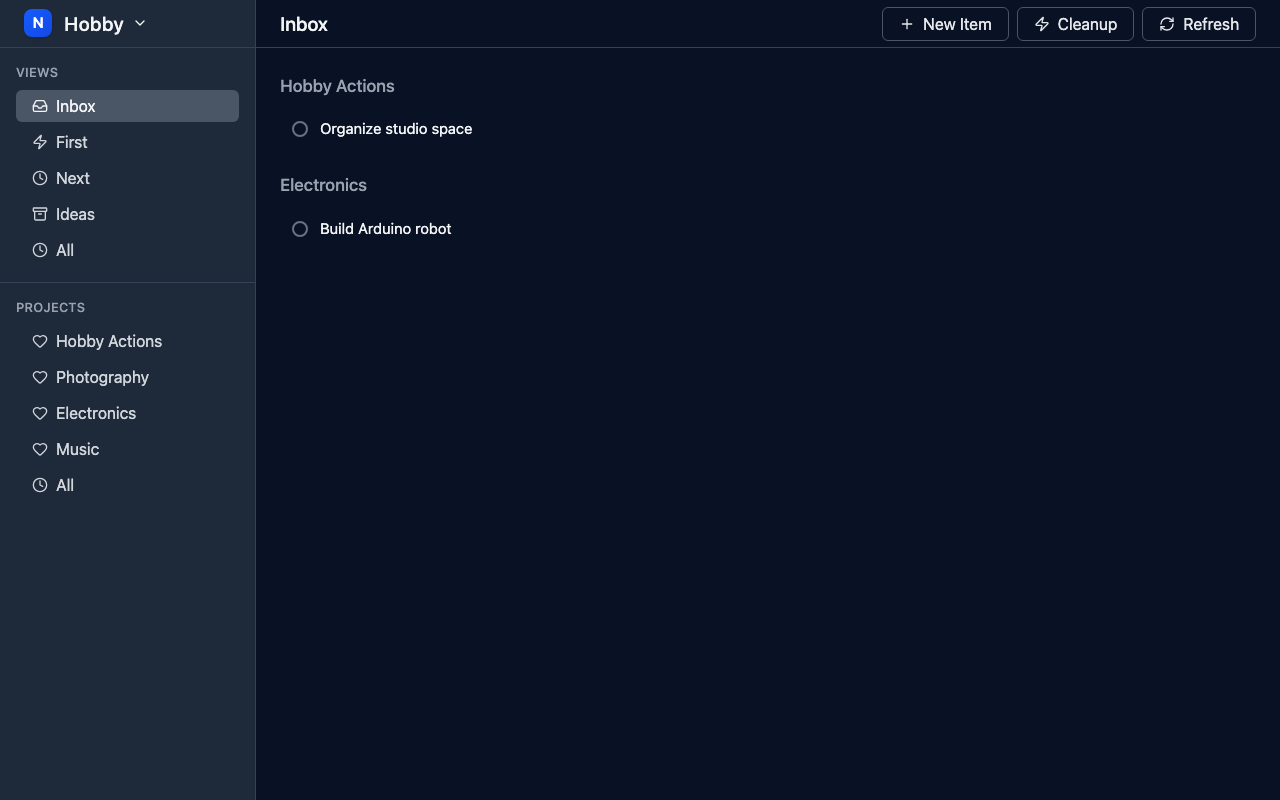 N Hobby
VIEWS
Inbox
First
Next
Ideas
All
PROJECTS
Hobby Actions
Photography
Electronics
Music
All
Inbox
New Item
Cleanup
Refresh
Hobby Actions
Organize studio space
Electronics
Build Arduino robot